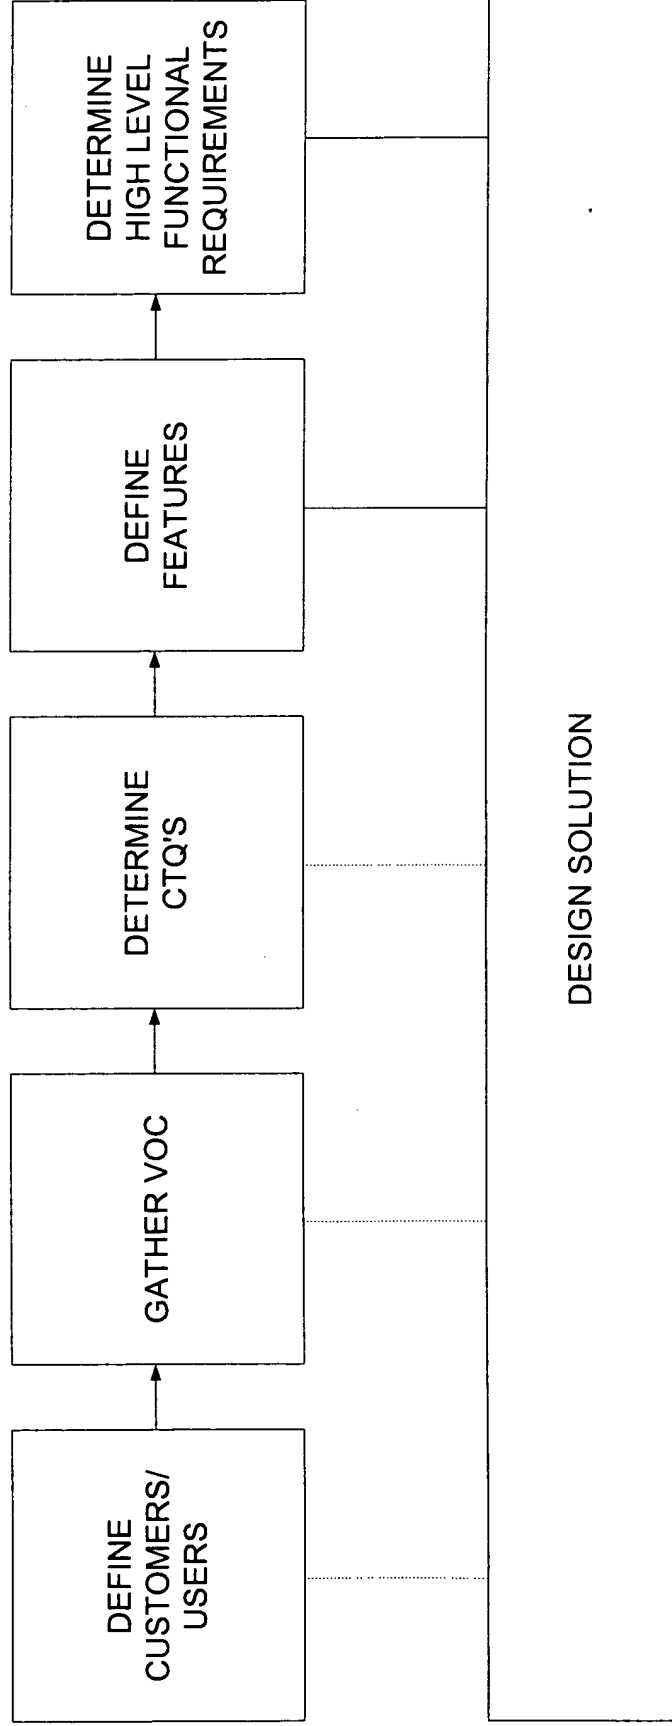 DEFINE
CUSTOMERS/
USERS
GATHER VOC
DETERMINE
CTQ'S
DEFINE
FEATURES
DETERMINE
HIGH LEVEL
FUNCTIONAL
REQUIREMENTS
DESIGN SOLUTION